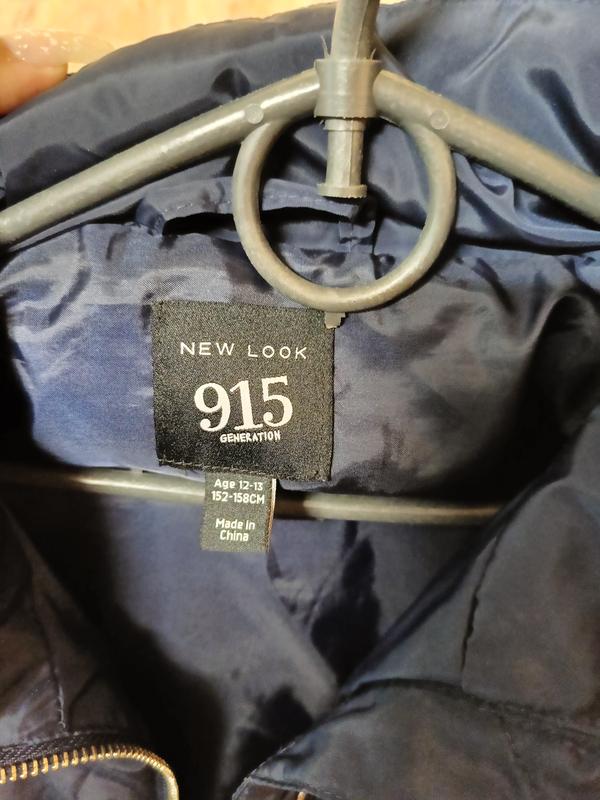 NEW LOOK
915
GENERATION
Age 12-13
152-158CM
Made in
China